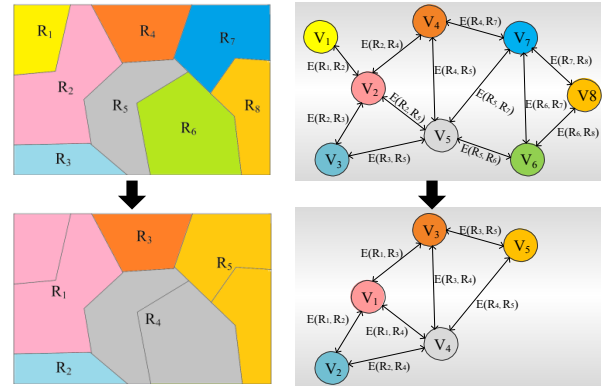 R1
R2
R3
R4
R5
R6
R7
R8
V1
V2
V3
V4
V5
V6
V7
V8
E(R1, R2)
E(R2, R4)
E(R4, R7)
E(R2, R3)
E(R2, R5)
E(R4, R5)
E(R3, R5)
E(R5, R7)
E(R5, R6)
E(R6, R7)
E(R7, R8)
E(R6, R8)
R1
R2
R3
R4
R5
V1
V2
V3
V4
V5
E(R1, R3)
E(R3, R5)
E(R1, R2)
E(R1, R4)
E(R3, R4)
E(R4, R5)
E(R2, R4)